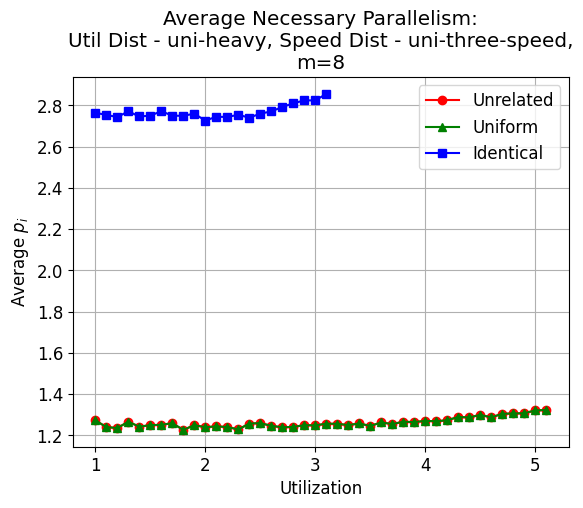 Average Necessary Parallelism:
Util Dist - uni-heavy, Speed Dist - uni-three-speed,
m=8
Unrelated
Uniform
Identical
Average p_i
2.8
2.6
2.4
2.2
2.0
1.8
1.6
1.4
1.2
1 2 3 4 5
Utilization